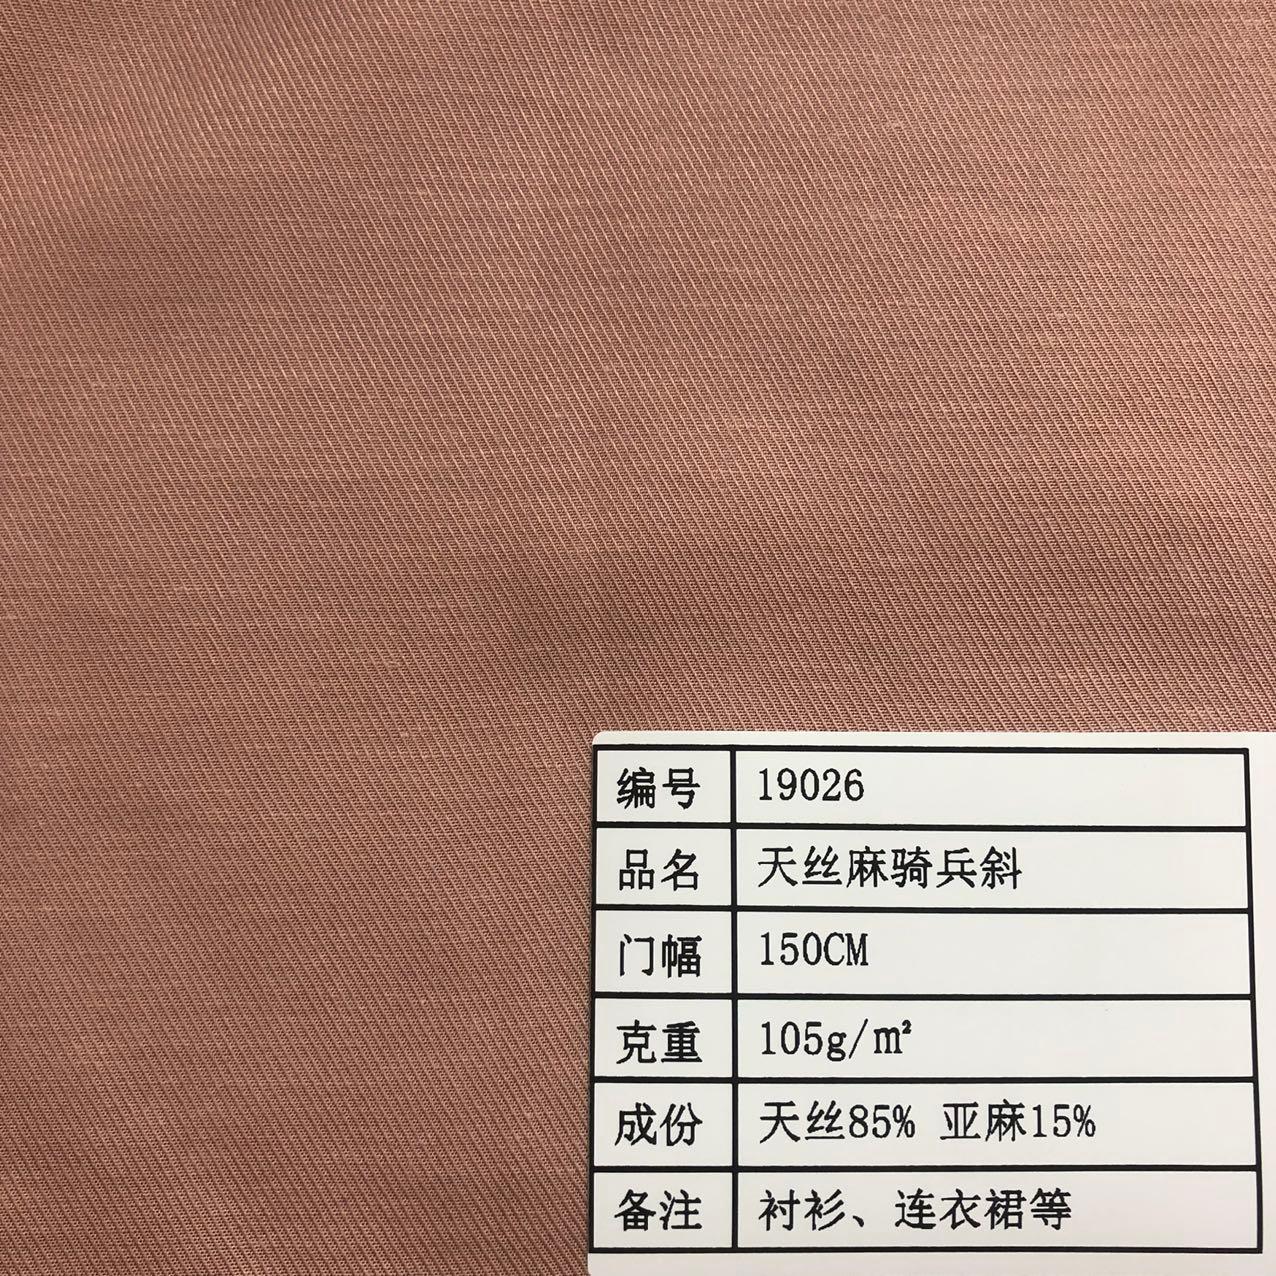 编号 19026
品名 天丝麻骑兵斜
门幅 150CM
克重 105g/m²
成份 天丝85% 亚麻15%
备注 衬衫、连衣裙等